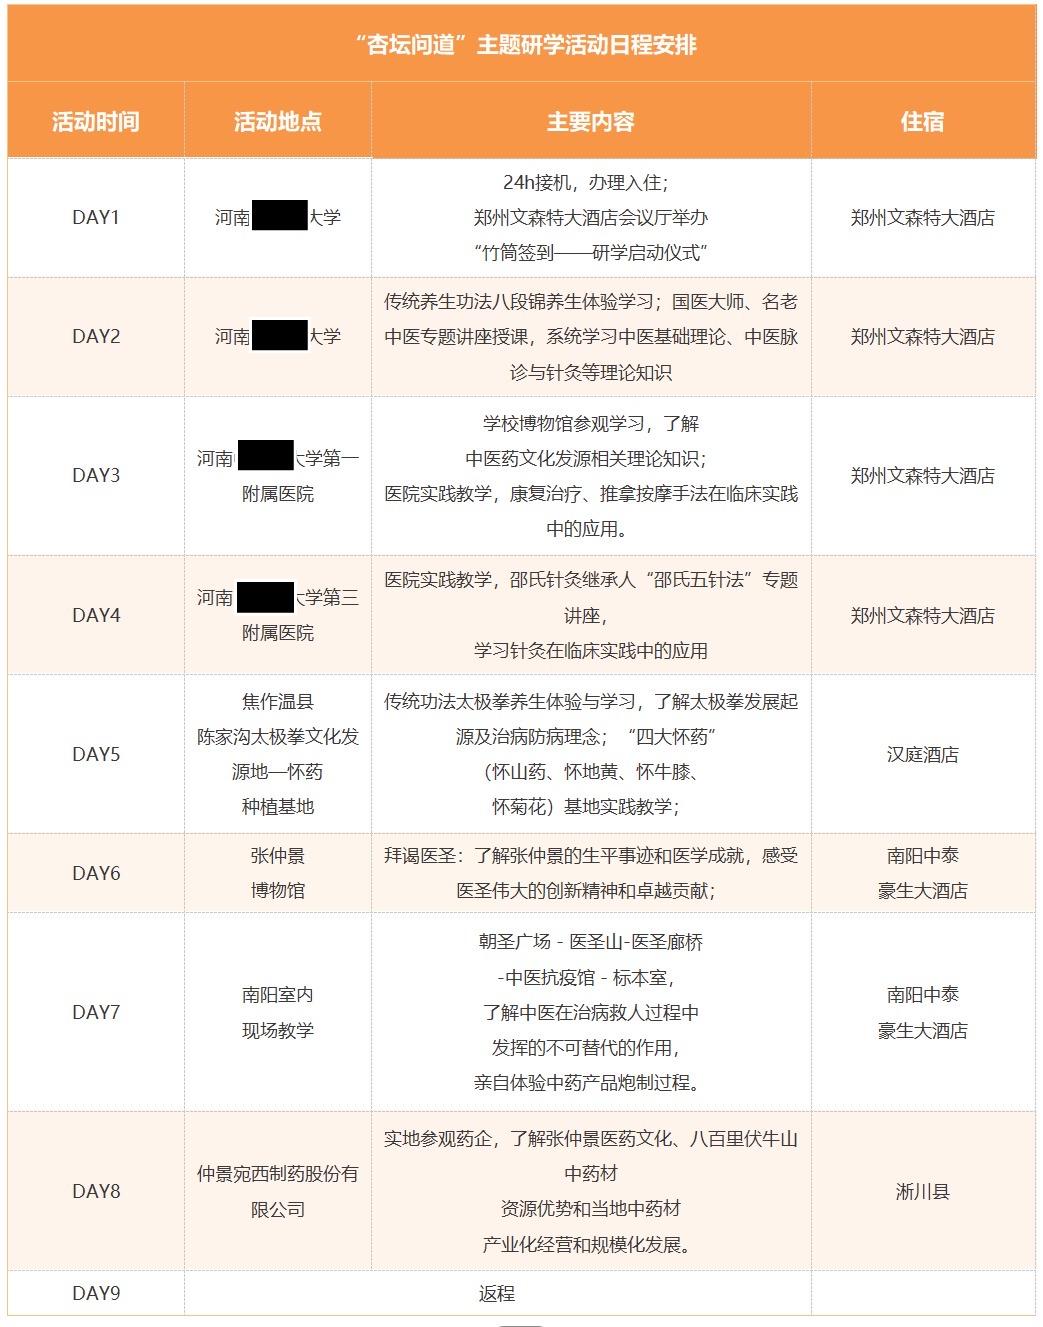 “杏坛问道”主题研学活动日程安排
活动时间 活动地点 主要内容 住宿
DAY1
河南 大学
24h接机，办理入住；
郑州文森特大酒店会议厅举办
“竹筒签到——研学启动仪式”
郑州文森特大酒店
DAY2
河南 大学
传统养生功法八段锦养生体验学习；国医大师、名老
中医专题讲座授课，系统学习中医基础理论、中医脉
诊与针灸等理论知识
郑州文森特大酒店
DAY3
河南 大学第一
附属医院
学校博物馆参观学习，了解
中医药文化发源相关理论知识；
医院实践教学，康复治疗、推拿按摩手法在临床实践
中的应用。
郑州文森特大酒店
DAY4
河南 大学第三
附属医院
医院实践教学，邵氏针灸继承人“邵氏五针法”专题
讲座，
学习针灸在临床实践中的应用
郑州文森特大酒店
DAY5
焦作温县
陈家沟太极拳文化发
源地—怀药
种植基地
传统功法太极拳养生体验与学习，了解太极拳发展起
源及治病防病理念；“四大怀药”
（怀山药、怀地黄、怀牛膝、
怀菊花）基地实践教学；
汉庭酒店
DAY6
张仲景
博物馆
拜谒医圣：了解张仲景的生平事迹和医学成就，感受
医圣伟大的创新精神和卓越贡献；
南阳中泰
豪生大酒店
DAY7
南阳室内
现场教学
朝圣广场 - 医圣山-医圣廊桥
-中医抗疫馆 - 标本室，
了解中医在治病救人过程中
发挥的不可替代的作用，
亲自体验中药产品炮制过程。
南阳中泰
豪生大酒店
DAY8
仲景宛西制药股份有
限公司
实地参观药企，了解张仲景医药文化、八百里伏牛山
中药材
资源优势和当地中药材
产业化经营和规模化发展。
淅川县
DAY9
返程